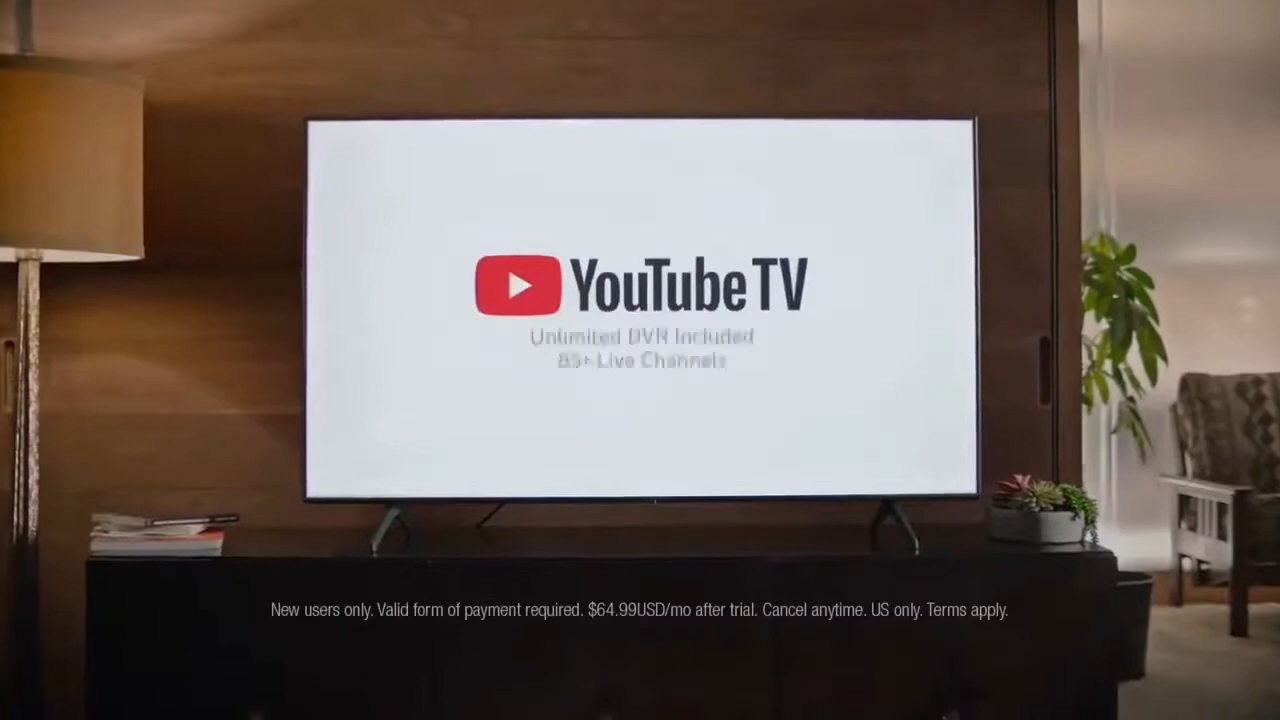 YouTube TV
Unlimited DVR Included
85+ Live Channels
New users only. Valid form of payment required. $64.99USD/mo after trial. Cancel anytime. US only. Terms apply.